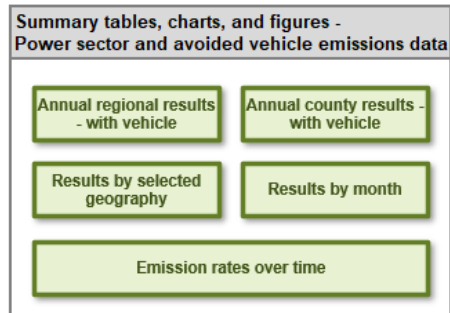 Summary tables, charts, and figures -
Power sector and avoided vehicle emissions data
Annual regional results
- with vehicle
Annual county results -
with vehicle
Results by selected
geography
Results by month
Emission rates over time